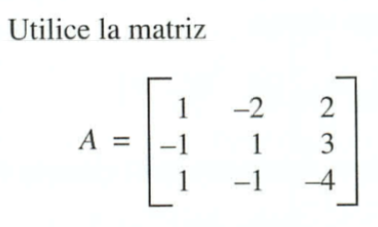 Utilice la matriz
1 -2 2
A = -1 1 3
1 -1 -4